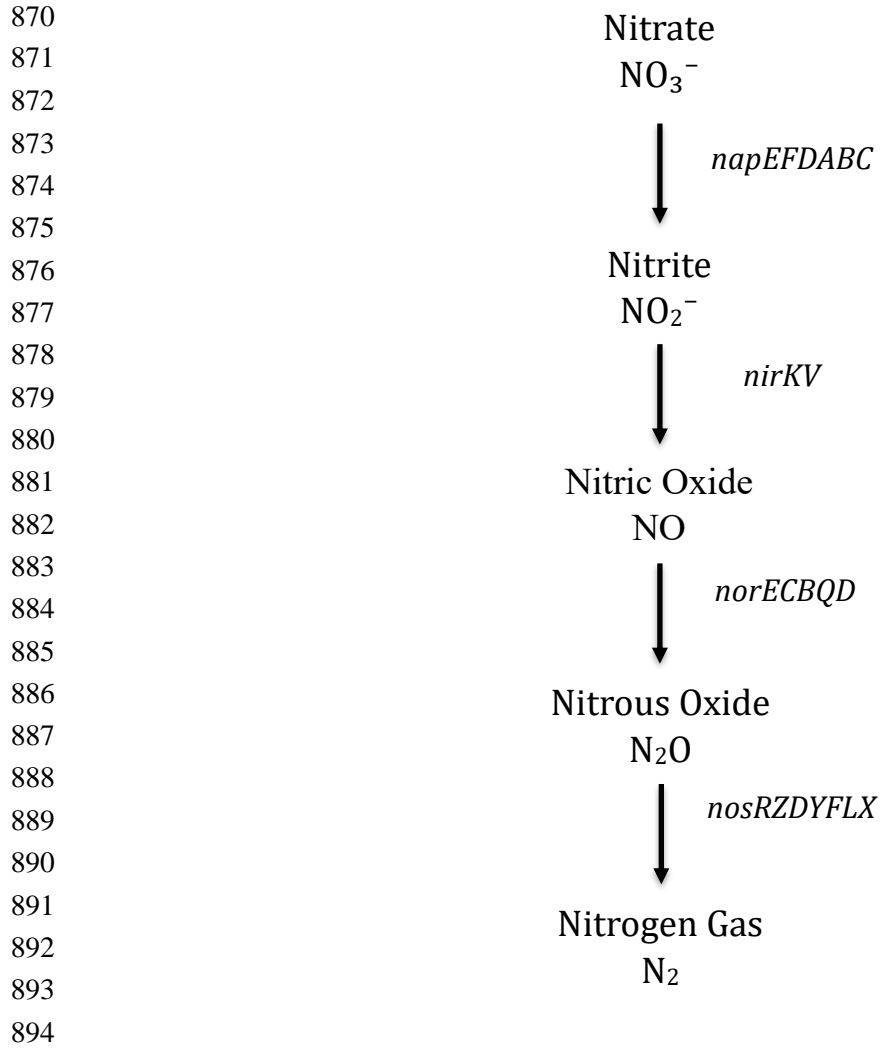 870
Nitrate
871
NO₃⁻
872
873
napEFDABC
874
875
876
Nitrite
877
NO₂⁻
878
nirKV
879
880
881
Nitric Oxide
882
NO
883
norECBQD
884
885
886
Nitrous Oxide
887
N₂O
888
889
nosRZDYFLX
890
891
Nitrogen Gas
892
N₂
893
894